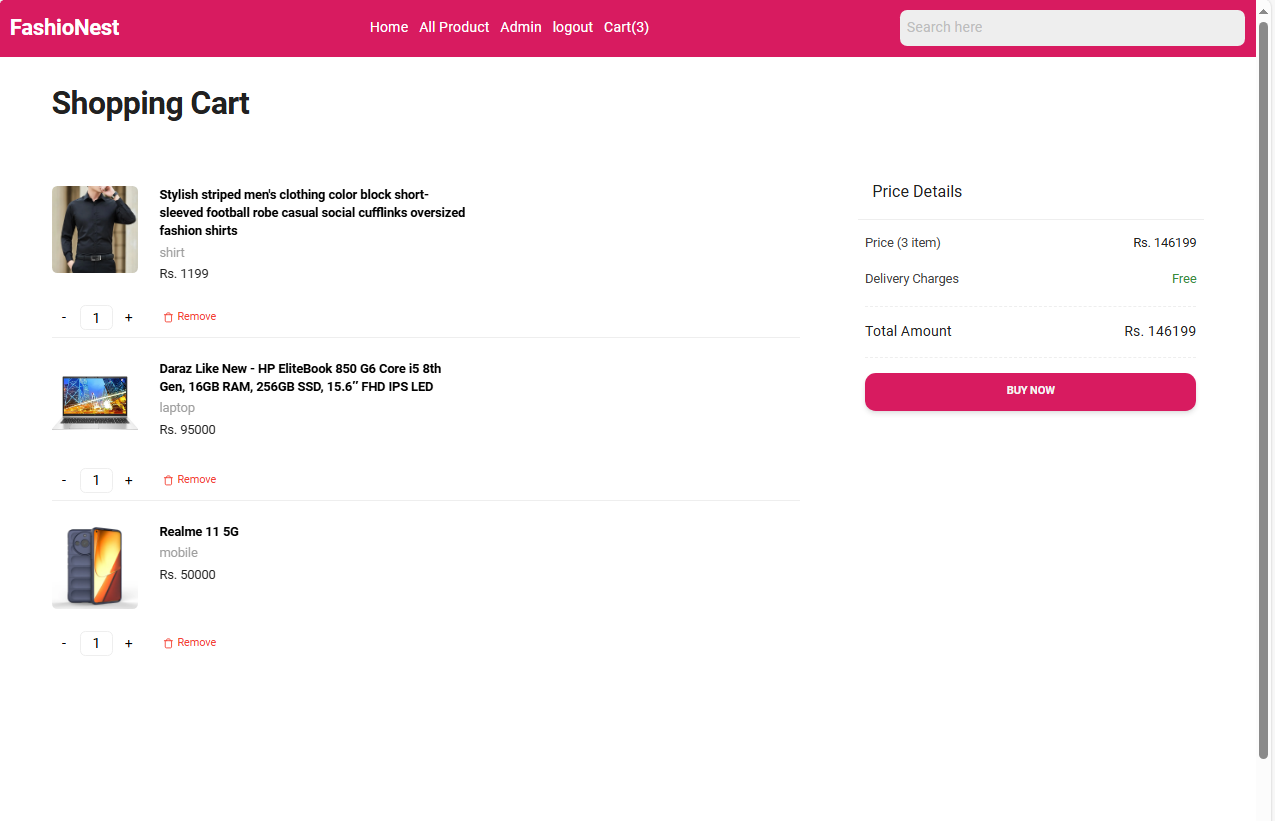 FashioNest
Home All Product Admin logout Cart(3)
Search here
Shopping Cart
Stylish striped men's clothing color block short-
sleeved football robe casual social cufflinks oversized
fashion shirts
shirt
Rs. 1199
- 1 + Remove
Daraz Like New - HP EliteBook 850 G6 Core i5 8th
Gen, 16GB RAM, 256GB SSD, 15.6″ FHD IPS LED
laptop
Rs. 95000
- 1 + Remove
Realme 11 5G
mobile
Rs. 50000
- 1 + Remove
Price Details
Price (3 item) Rs. 146199
Delivery Charges Free
Total Amount Rs. 146199
BUY NOW